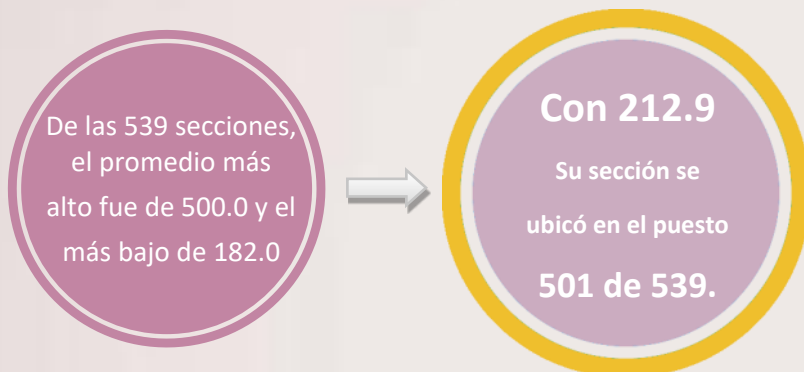 De las 539 secciones,
el promedio más
alto fue de 500.0 y el
más bajo de 182.0
Con 212.9
Su sección se
ubicó en el puesto
501 de 539.